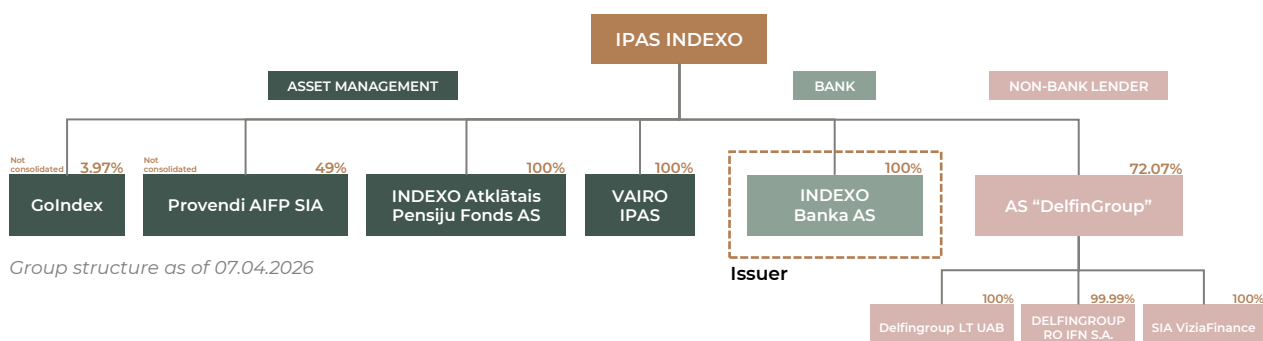 IPAS INDEXO
ASSET MANAGEMENT
BANK
NON-BANK LENDER
Not
consolidated
3.97%
Not
consolidated
49%
100%
100%
100%
72.07%
GoIndex
Provendi AIFP SIA
INDEXO Atklātais
Pensiju Fonds AS
VAIRO
IPAS
INDEXO
Banka AS
AS “DelfinGroup”
Group structure as of 07.04.2026
Issuer
100%
99.99%
100%
Delfingroup LT UAB
DELFINGROUP
RO IFN S.A.
SIA ViziaFinance